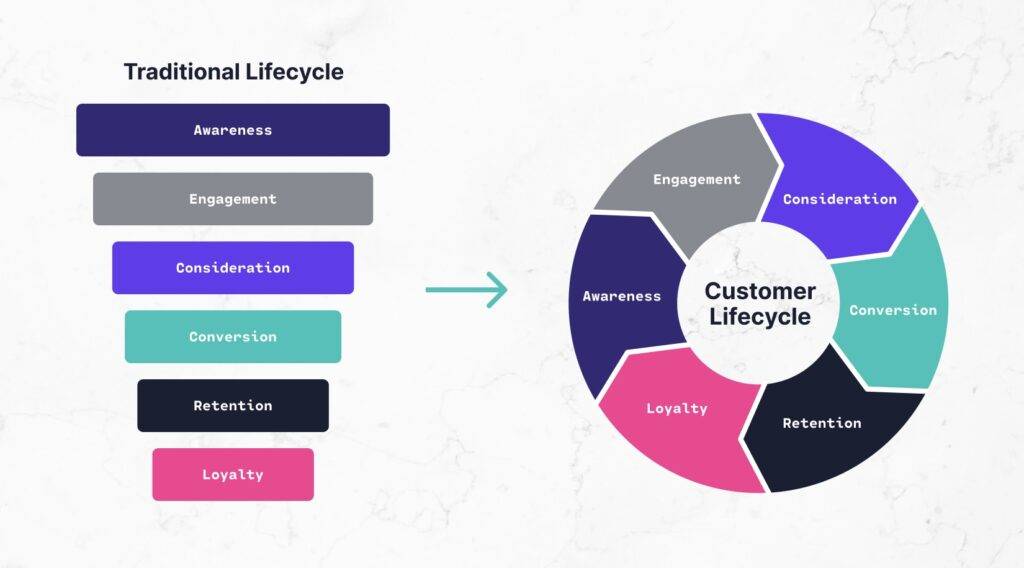 Traditional Lifecycle
Awareness
Engagement
Consideration
Conversion
Retention
Loyalty
Engagement
Consideration
Awareness
Customer
Lifecycle
Conversion
Loyalty
Retention